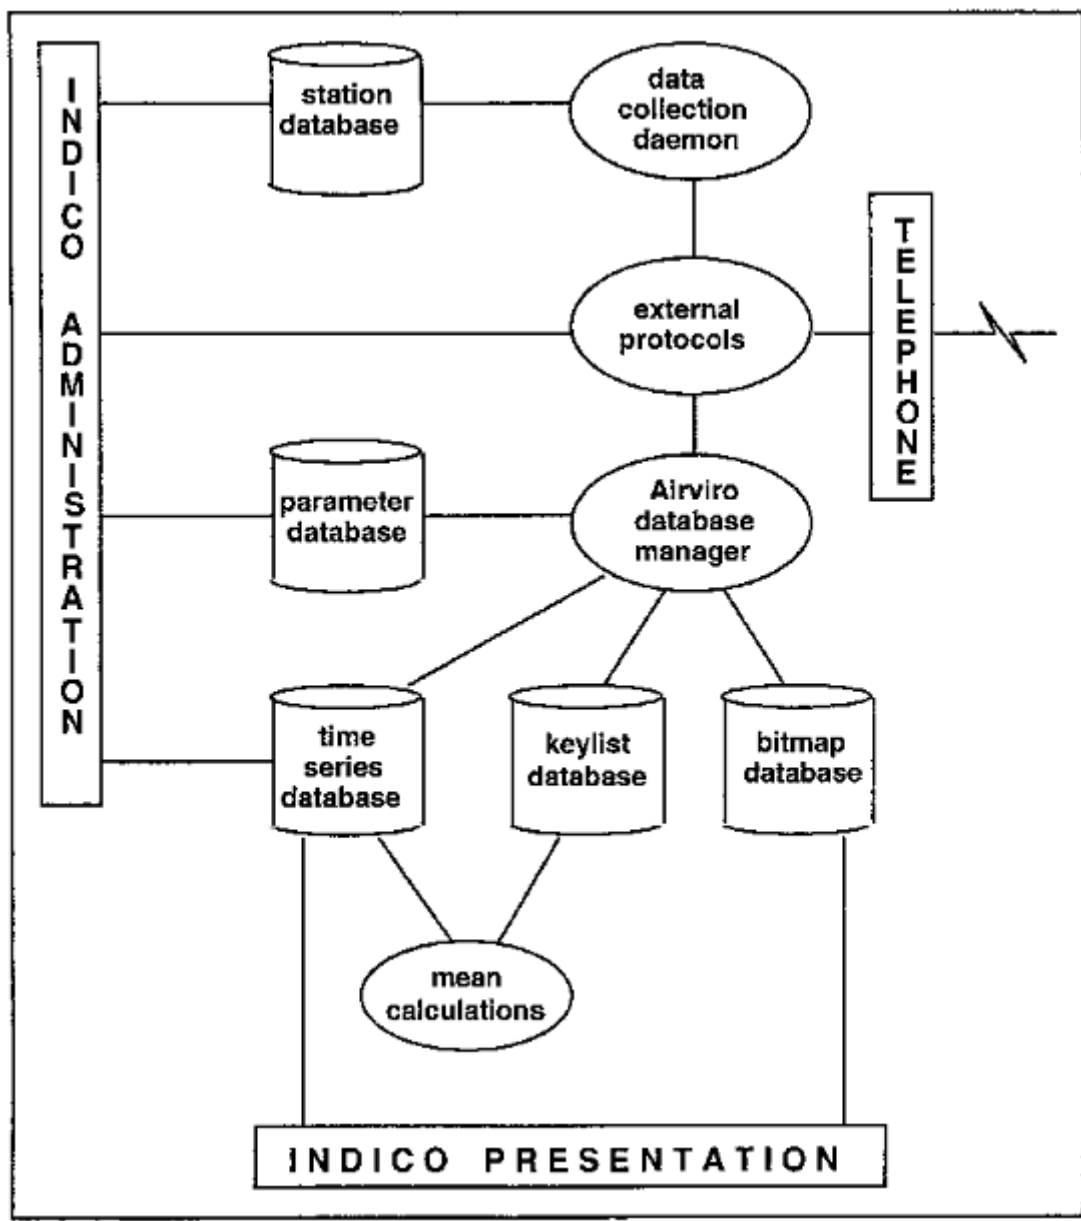 INDICO ADMINISTRATION
station
database
data
collection
daemon
TELEPHONE
external
protocols
parameter
database
Airviro
database
manager
time
series
database
keylist
database
bitmap
database
mean
calculations
INDICO PRESENTATION